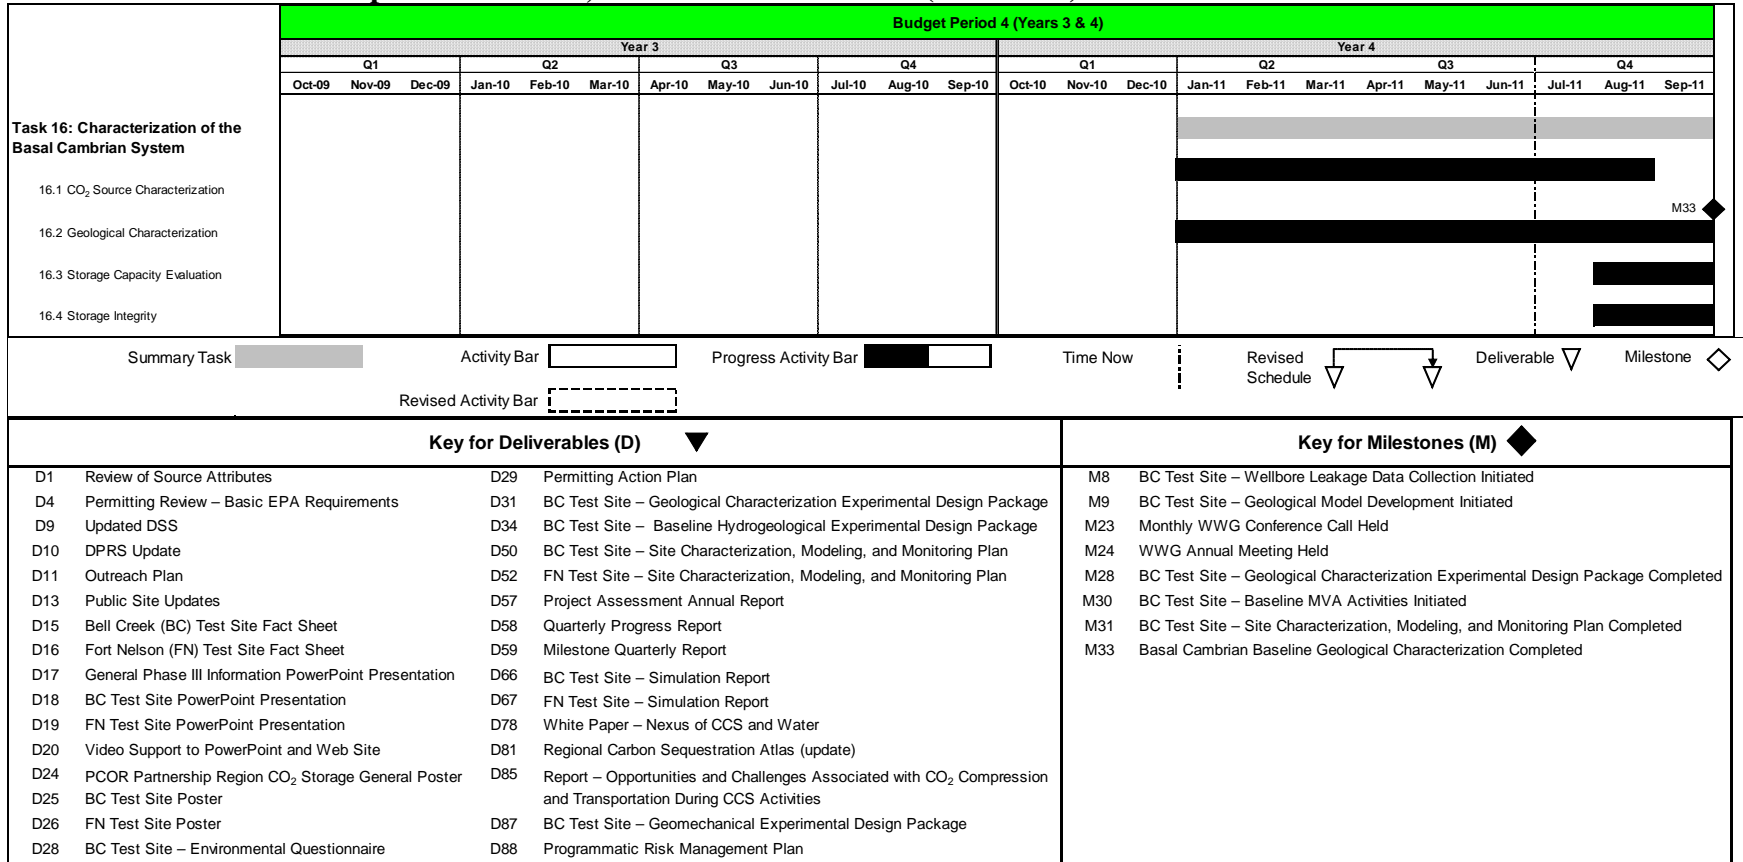 Budget Period 4 (Years 3 & 4)
Year 3 Year 4
Q1 Q2 Q3 Q4 Q1 Q2 Q3 Q4
Oct-09 Nov-09 Dec-09 Jan-10 Feb-10 Mar-10 Apr-10 May-10 Jun-10 Jul-10 Aug-10 Sep-10 Oct-10 Nov-10 Dec-10 Jan-11 Feb-11 Mar-11 Apr-11 May-11 Jun-11 Jul-11 Aug-11 Sep-11
Task 16: Characterization of the
Basal Cambrian System
16.1 CO2 Source Characterization
M33
16.2 Geological Characterization
16.3 Storage Capacity Evaluation
16.4 Storage Integrity
Summary Task Activity Bar Progress Activity Bar Time Now Revised Schedule Deliverable Milestone
Revised Activity Bar
Key for Deliverables (D) Key for Milestones (M)
D1 Review of Source Attributes D29 Permitting Action Plan M8 BC Test Site – Wellbore Leakage Data Collection Initiated
D4 Permitting Review – Basic EPA Requirements D31 BC Test Site – Geological Characterization Experimental Design Package M9 BC Test Site – Geological Model Development Initiated
D9 Updated DSS D34 BC Test Site – Baseline Hydrogeological Experimental Design Package M23 Monthly WWG Conference Call Held
D10 DPRS Update D50 BC Test Site – Site Characterization, Modeling, and Monitoring Plan M24 WWG Annual Meeting Held
D11 Outreach Plan D52 FN Test Site – Site Characterization, Modeling, and Monitoring Plan M28 BC Test Site – Geological Characterization Experimental Design Package Completed
D13 Public Site Updates D57 Project Assessment Annual Report M30 BC Test Site – Baseline MVA Activities Initiated
D15 Bell Creek (BC) Test Site Fact Sheet D58 Quarterly Progress Report M31 BC Test Site – Site Characterization, Modeling, and Monitoring Plan Completed
D16 Fort Nelson (FN) Test Site Fact Sheet D59 Milestone Quarterly Report M33 Basal Cambrian Baseline Geological Characterization Completed
D17 General Phase III Information PowerPoint Presentation D66 BC Test Site – Simulation Report
D18 BC Test Site PowerPoint Presentation D67 FN Test Site – Simulation Report
D19 FN Test Site PowerPoint Presentation D78 White Paper – Nexus of CCS and Water
D20 Video Support to PowerPoint and Web Site D81 Regional Carbon Sequestration Atlas (update)
D24 PCOR Partnership Region CO2 Storage General Poster D85 Report – Opportunities and Challenges Associated with CO2 Compression
D25 BC Test Site Poster and Transportation During CCS Activities
D26 FN Test Site Poster D87 BC Test Site – Geomechanical Experimental Design Package
D28 BC Test Site – Environmental Questionnaire D88 Programmatic Risk Management Plan